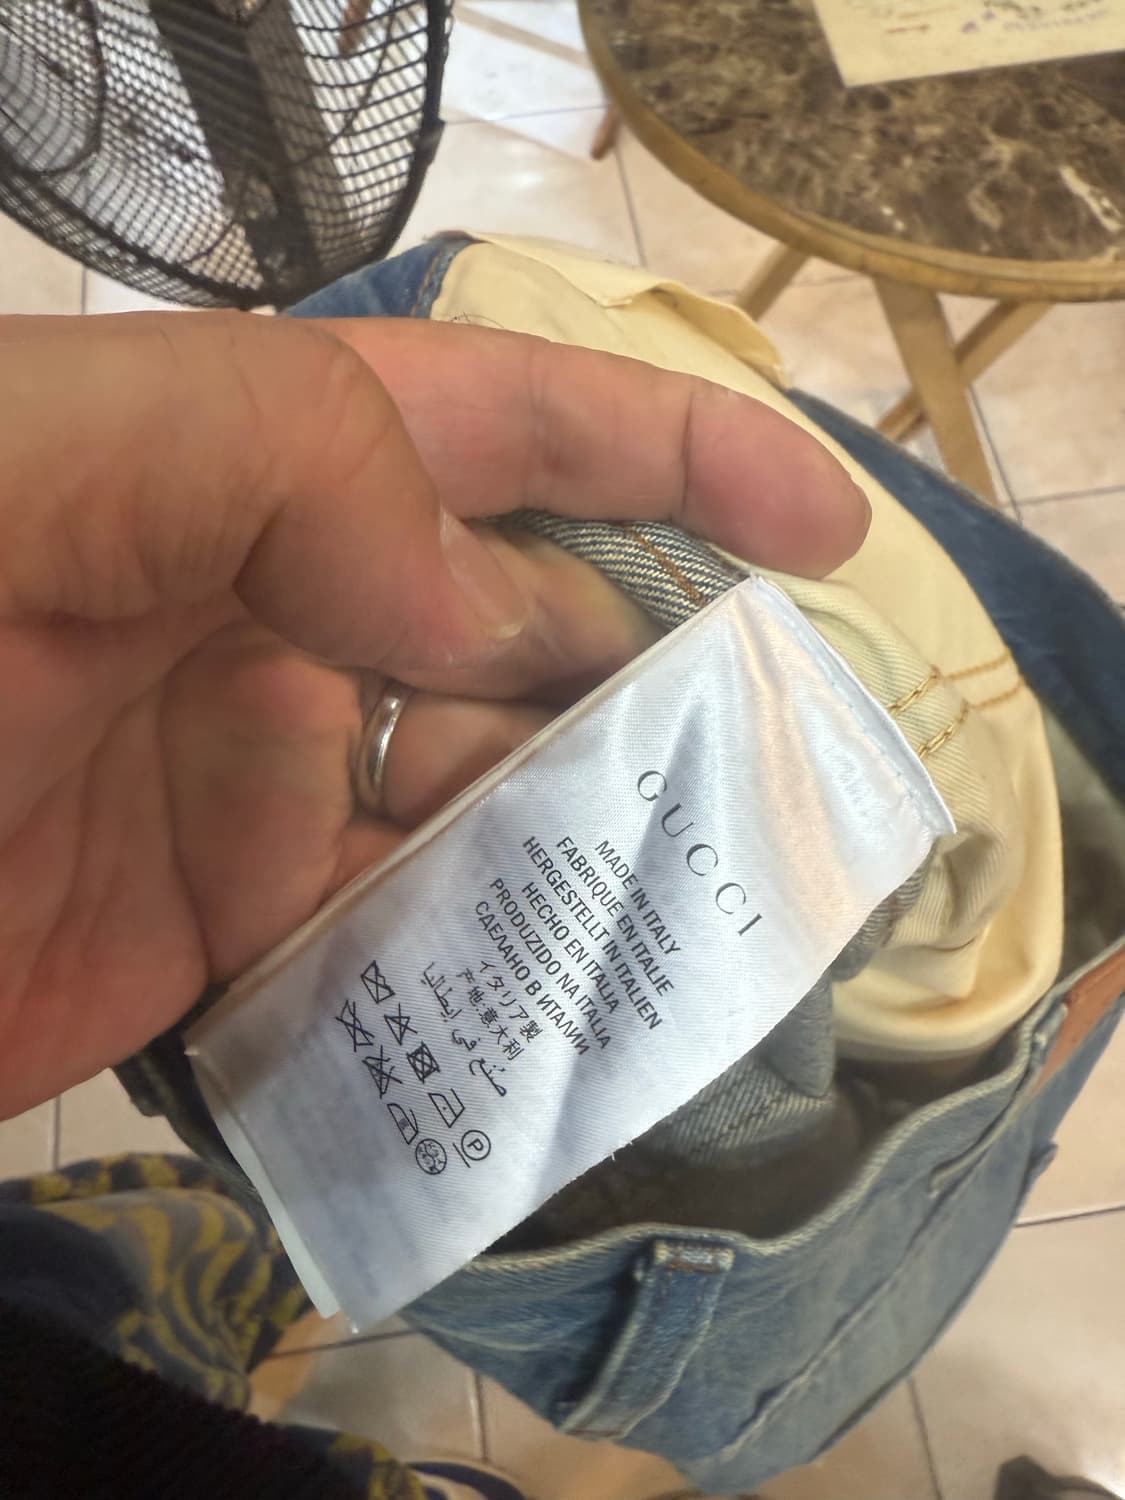 GUCCI
MADE IN ITALY
FABRIQUE EN ITALIE
HERGESTELLT IN ITALIEN
HECHO EN ITALIA
PRODUZIDO NA ITALIA
СДЕЛАНО В ИТАЛИИ
イタリア製
产地:意大利
صنع في إيطاليا
P